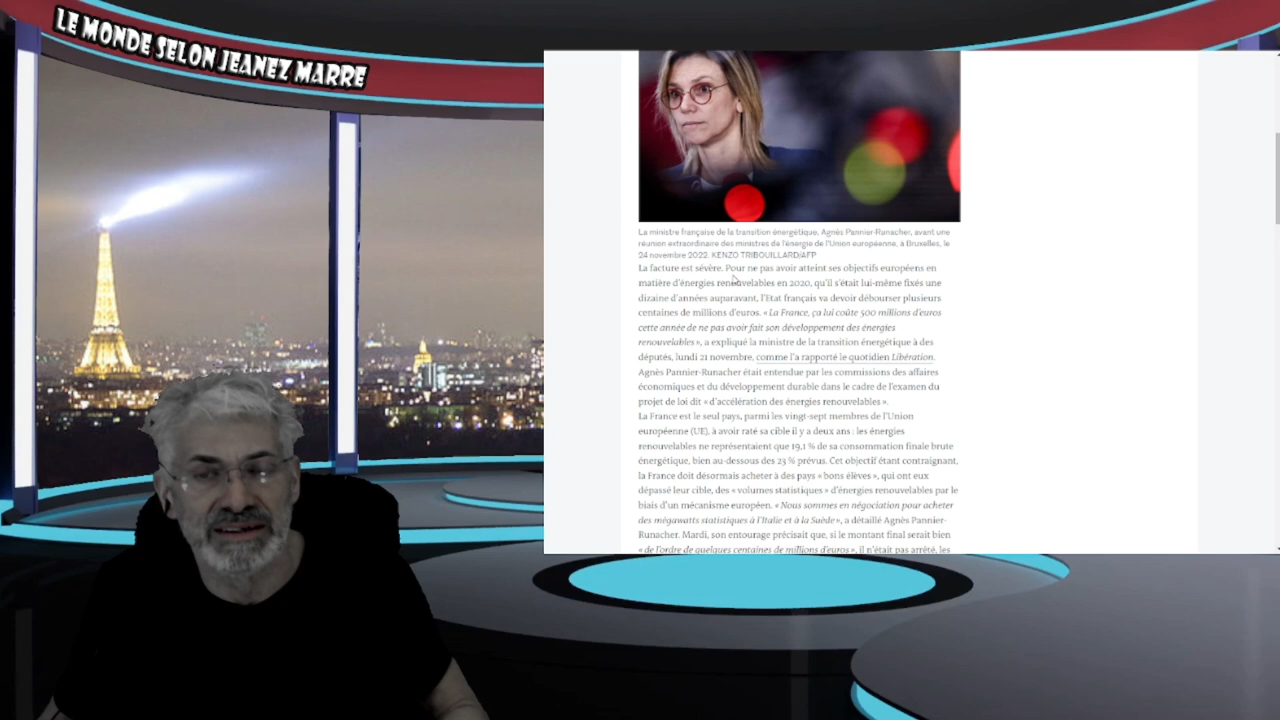 LE MONDE SELON JEANEZ MARRE
La ministre française de la transition énergétique, Agnès Pannier-Runacher, avant une
réunion extraordinaire des ministres de l'énergie de l'Union européenne, à Bruxelles, le
24 novembre 2022. KENZO TRIBOUILLARD/AFP
La facture est sévère. Pour ne pas avoir atteint ses objectifs européens en
matière d'énergies renouvelables en 2020, qu'il s'était lui-même fixés une
dizaine d'années auparavant, l'Etat français va devoir débourser plusieurs
centaines de millions d'euros. « La France, ça lui coûte 500 millions d'euros
cette année de ne pas avoir fait son développement des énergies
renouvelables », a expliqué la ministre de la transition énergétique à des
députés, lundi 21 novembre, comme l'a rapporté le quotidien Libération.
Agnès Pannier-Runacher était entendue par les commissions des affaires
économiques et du développement durable dans le cadre de l'examen du
projet de loi dit « d'accélération des énergies renouvelables ».
La France est le seul pays, parmi les vingt-sept membres de l'Union
européenne (UE), à avoir raté sa cible il y a deux ans : les énergies
renouvelables ne représentaient que 19,1 % de sa consommation finale brute
énergétique, bien au-dessous des 23 % prévus. Cet objectif étant contraignant,
la France doit désormais acheter à des pays « bons élèves », qui ont eux
dépassé leur cible, des « volumes statistiques » d'énergies renouvelables par le
biais d'un mécanisme européen. « Nous sommes en négociation pour acheter
des mégawatts statistiques à l'Italie et à la Suède », a détaillé Agnès Pannier-
Runacher. Mardi, son entourage précisait que, si le montant final serait bien
« de l'ordre de quelques centaines de millions d'euros », il n'était pas arrêté, les